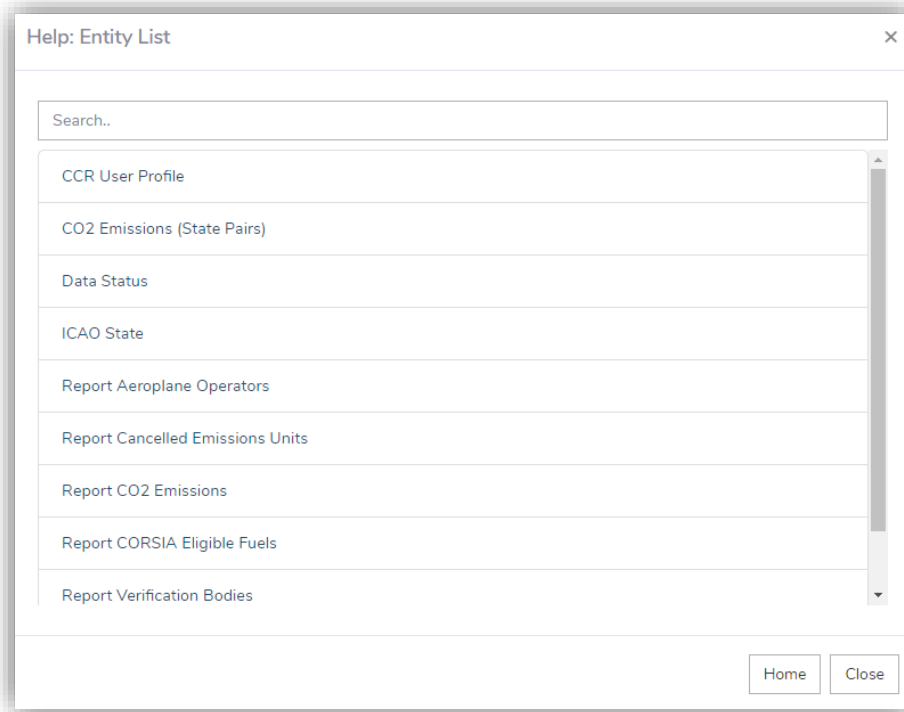 Help: Entity List
×
Search..
CCR User Profile
CO2 Emissions (State Pairs)
Data Status
ICAO State
Report Aeroplane Operators
Report Cancelled Emissions Units
Report CO2 Emissions
Report CORSIA Eligible Fuels
Report Verification Bodies
Home Close